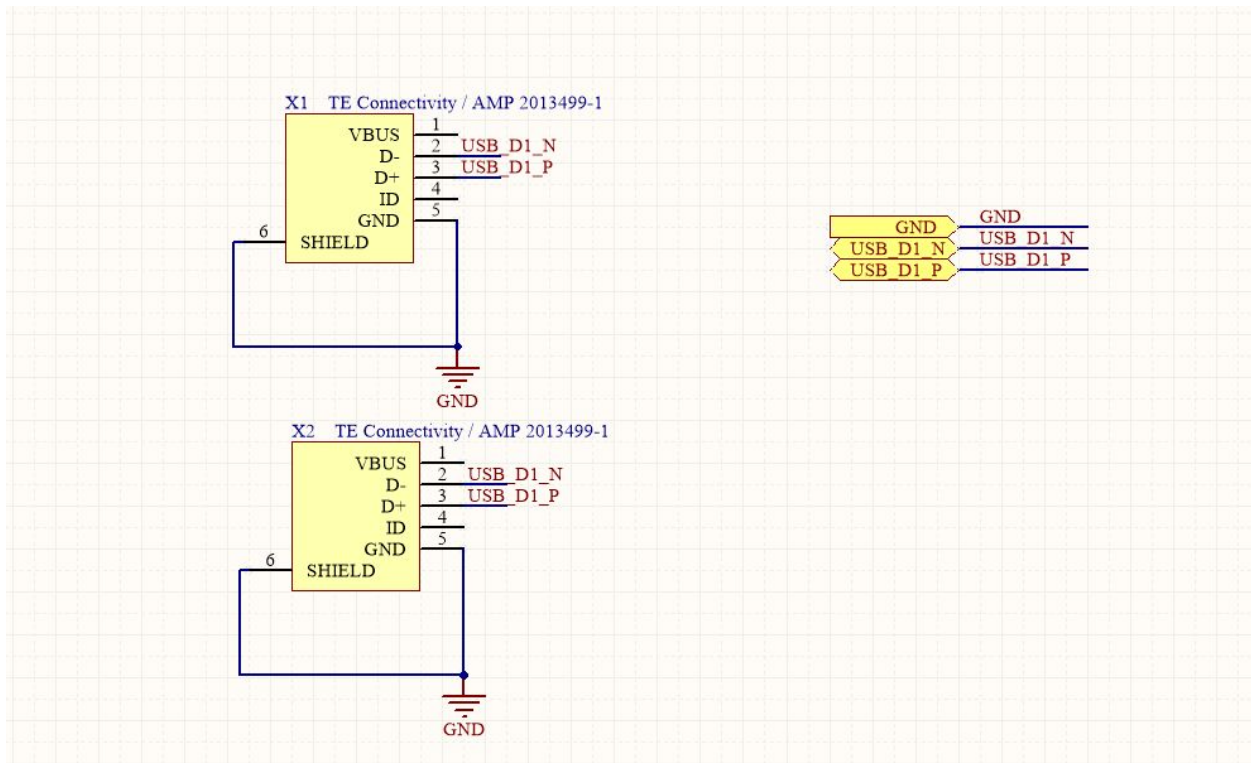 X1 TE Connectivity / AMP 2013499-1
VBUS 1
D- 2 USB_D1_N
D+ 3 USB_D1_P
ID 4
GND 5
6 SHIELD
GND
X2 TE Connectivity / AMP 2013499-1
VBUS 1
D- 2 USB_D1_N
D+ 3 USB_D1_P
ID 4
GND 5
6 SHIELD
GND
GND GND
USB_D1_N USB_D1_N
USB_D1_P USB_D1_P